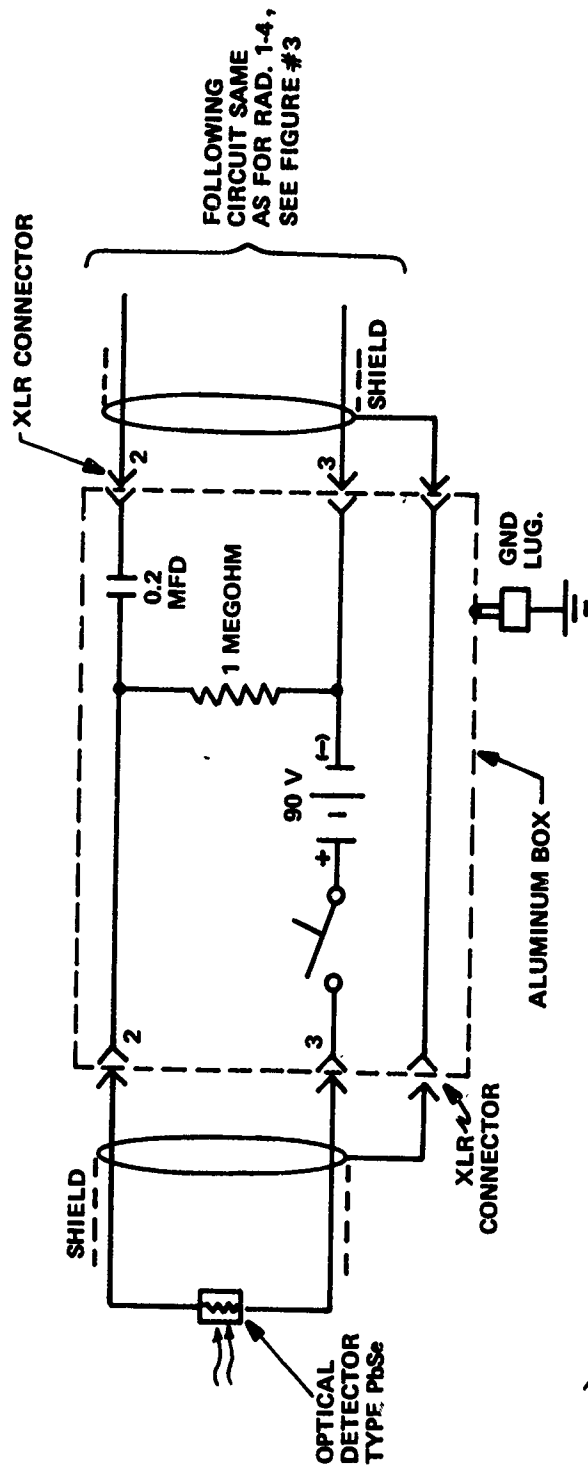 XLR CONNECTOR
FOLLOWING
CIRCUIT SAME
AS FOR RAD. 1-4,
SEE FIGURE #3
SHIELD
2
0.2
MFD
2
1 MEGOHM
OPTICAL
DETECTOR
TYPE PbSe
90 V
+
(-)
3
3
SHIELD
XLR
CONNECTOR
GND
LUG.
ALUMINUM BOX